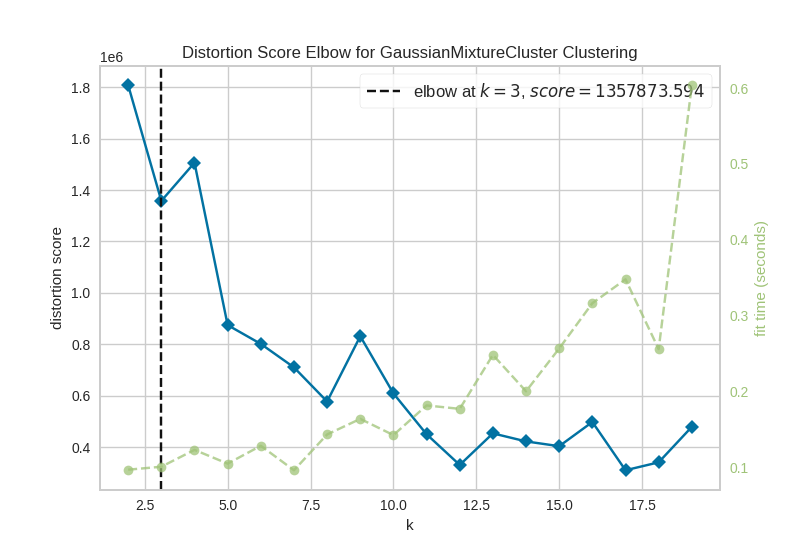 Distortion Score Elbow for GaussianMixtureCluster Clustering
1e6
elbow at k = 3, score = 1357873.594
1.8
1.6
1.4
1.2
1.0
0.8
0.6
0.4
distortion score
0.6
0.5
0.4
0.3
0.2
0.1
fit time (seconds)
2.5 5.0 7.5 10.0 12.5 15.0 17.5
k